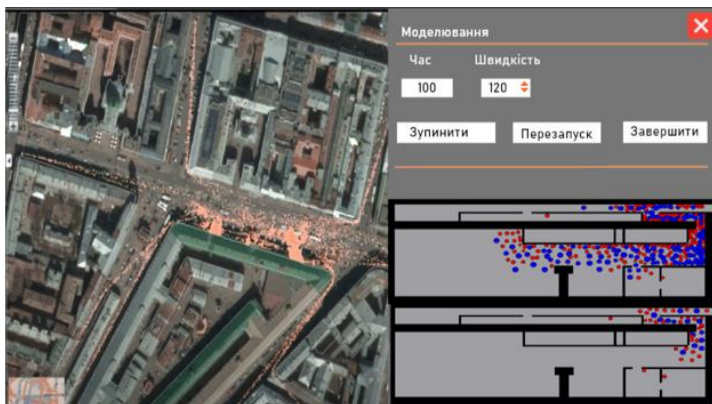 Моделювання
Час Швидкість
100 120
Зупинити Перезапуск Завершити